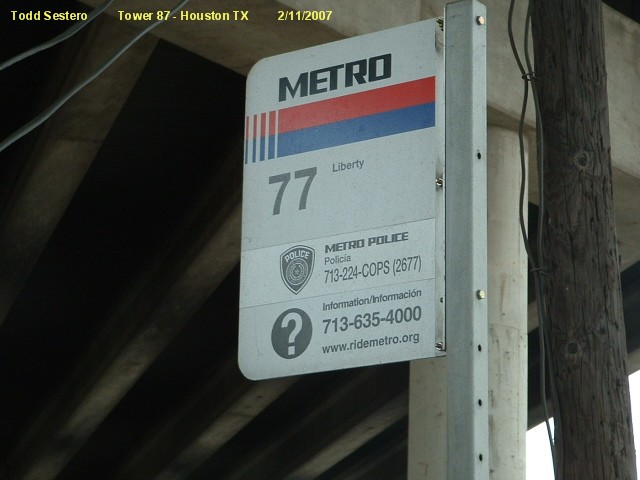 Todd Sestero Tower 87 - Houston TX 2/11/2007
METRO
77 Liberty
POLICE
METRO POLICE
Policía
713-224-COPS (2677)
?
Information/Información
713-635-4000
www.ridemetro.org